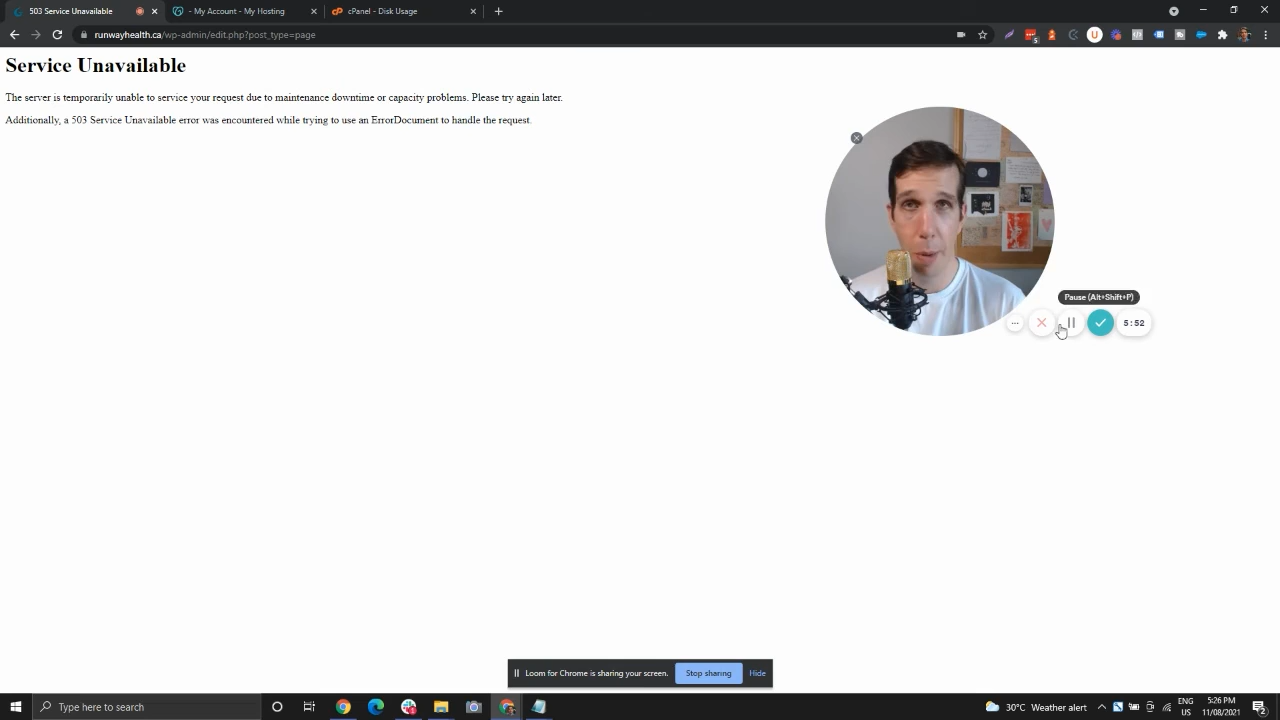 503 Service Unavailable
- My Account - My Hosting
cPanel - Disk Usage
runwayhealth.ca/wp-admin/edit.php?post_type=page
Service Unavailable
The server is temporarily unable to service your request due to maintenance downtime or capacity problems. Please try again later.
Additionally, a 503 Service Unavailable error was encountered while trying to use an ErrorDocument to handle the request.
Pause (Alt+Shift+P)
5:52
Loom for Chrome is sharing your screen.
Stop sharing
Hide
Type here to search
30°C Weather alert
ENG
US
5:26 PM
11/08/2021
2